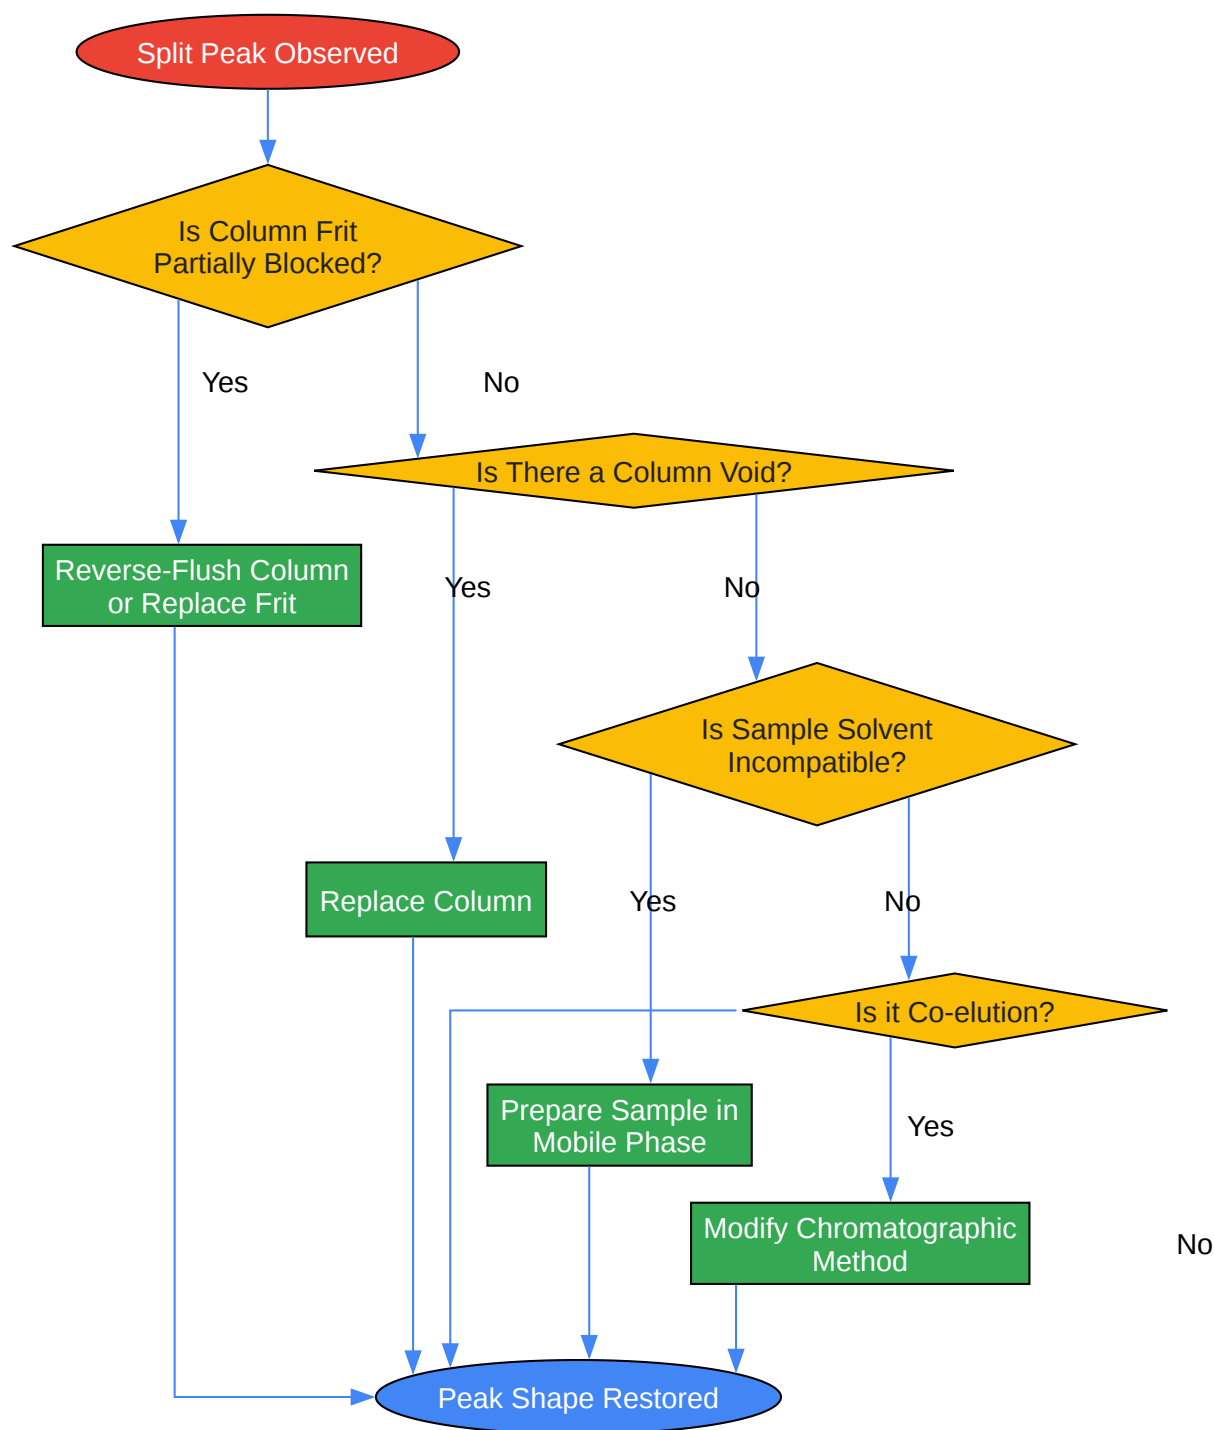 Split Peak Observed
Is Column Frit
Partially Blocked?
Yes
No
Is There a Column Void?
Reverse-Flush Column
or Replace Frit
Yes
No
Is Sample Solvent
Incompatible?
Replace Column
Yes
No
Is it Co-elution?
Prepare Sample in
Mobile Phase
Yes
Modify Chromatographic
Method
No
Peak Shape Restored